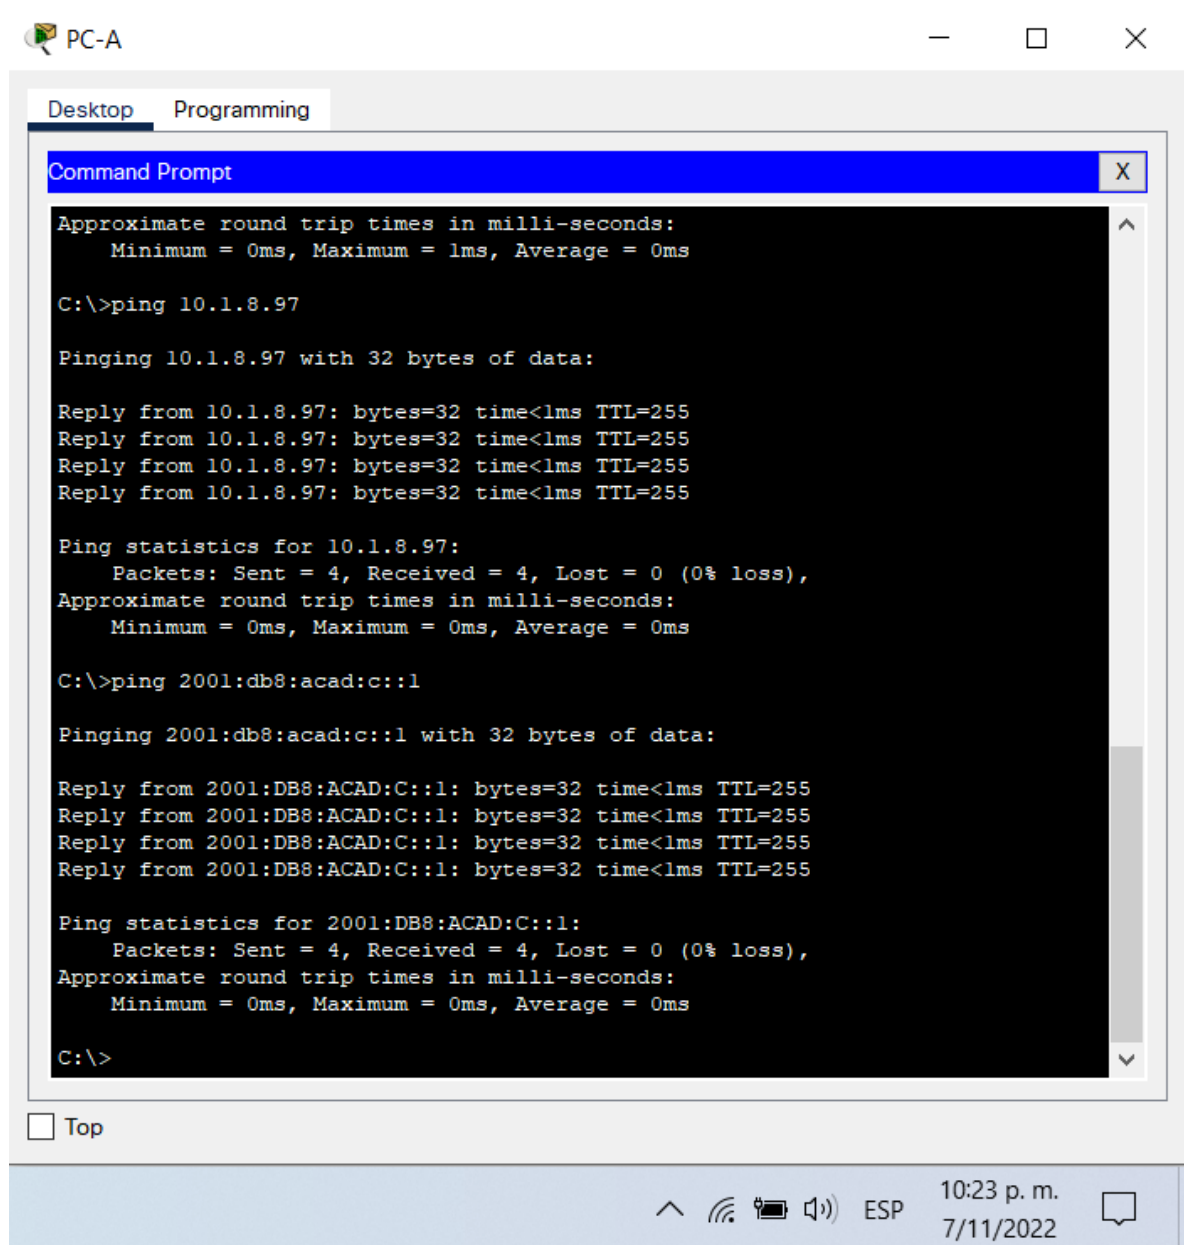 PC-A
Desktop Programming
Command Prompt X
Approximate round trip times in milli-seconds:
    Minimum = 0ms, Maximum = 1ms, Average = 0ms
C:\>ping 10.1.8.97
Pinging 10.1.8.97 with 32 bytes of data:
Reply from 10.1.8.97: bytes=32 time<1ms TTL=255
Reply from 10.1.8.97: bytes=32 time<1ms TTL=255
Reply from 10.1.8.97: bytes=32 time<1ms TTL=255
Reply from 10.1.8.97: bytes=32 time<1ms TTL=255
Ping statistics for 10.1.8.97:
    Packets: Sent = 4, Received = 4, Lost = 0 (0% loss),
Approximate round trip times in milli-seconds:
    Minimum = 0ms, Maximum = 0ms, Average = 0ms
C:\>ping 2001:db8:acad:c::1
Pinging 2001:db8:acad:c::1 with 32 bytes of data:
Reply from 2001:DB8:ACAD:C::1: bytes=32 time<1ms TTL=255
Reply from 2001:DB8:ACAD:C::1: bytes=32 time<1ms TTL=255
Reply from 2001:DB8:ACAD:C::1: bytes=32 time<1ms TTL=255
Reply from 2001:DB8:ACAD:C::1: bytes=32 time<1ms TTL=255
Ping statistics for 2001:DB8:ACAD:C::1:
    Packets: Sent = 4, Received = 4, Lost = 0 (0% loss),
Approximate round trip times in milli-seconds:
    Minimum = 0ms, Maximum = 0ms, Average = 0ms
C:\>
Top
ESP
10:23 p. m.
7/11/2022